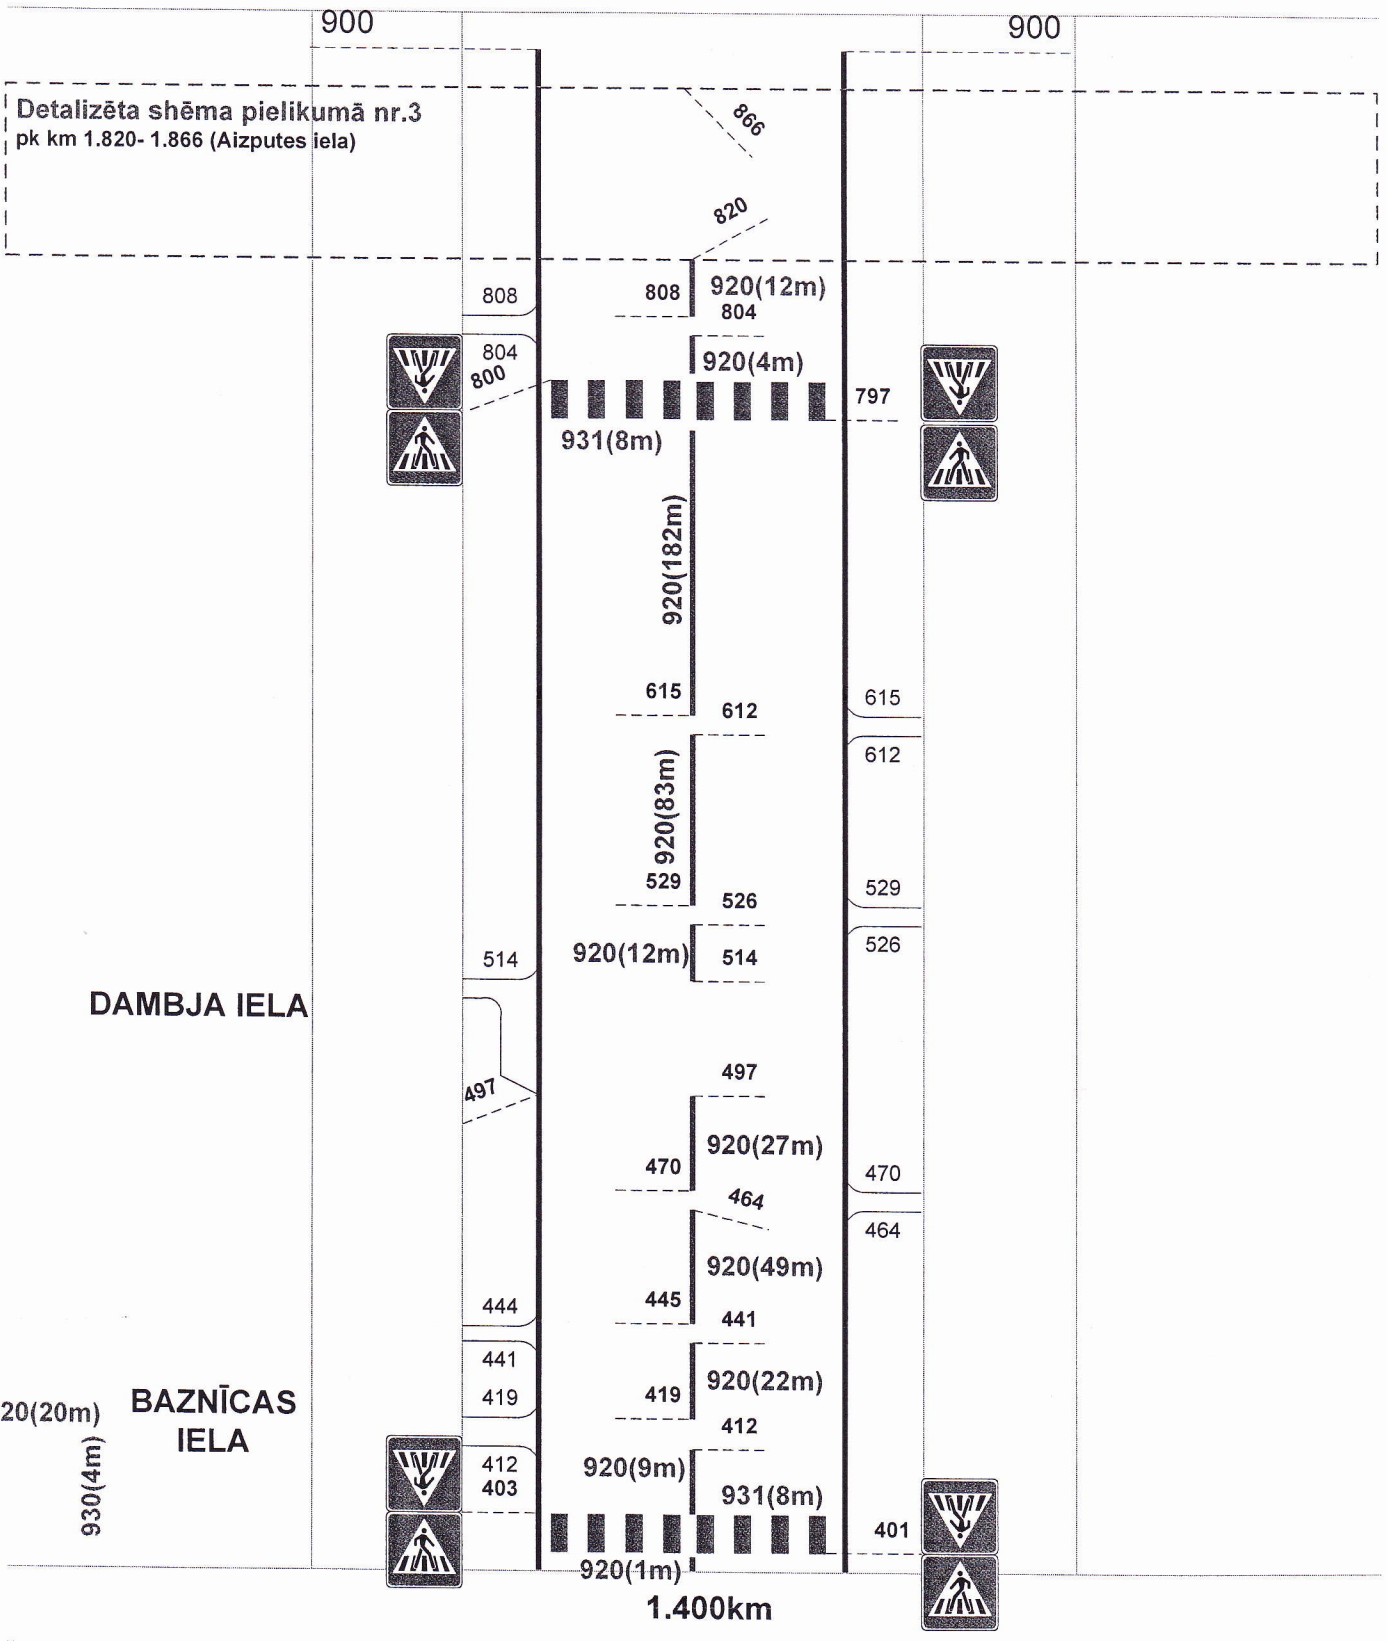 900
900
Detalizēta shēma pielikumā nr.3
pk km 1.820- 1.866 (Aizputes iela)
866
820
808
808
920(12m)
804
804
920(4m)
800
797
931(8m)
920(182m)
615
612
615
612
920(83m)
529
526
529
526
514
920(12m)
514
DAMBJA IELA
497
497
920(27m)
470
470
464
464
920(49m)
444
445
441
441
920(22m)
419
419
412
BAZNĪCAS
IELA
20(20m)
930(4m)
412
403
920(9m)
931(8m)
401
920(1m)
1.400km